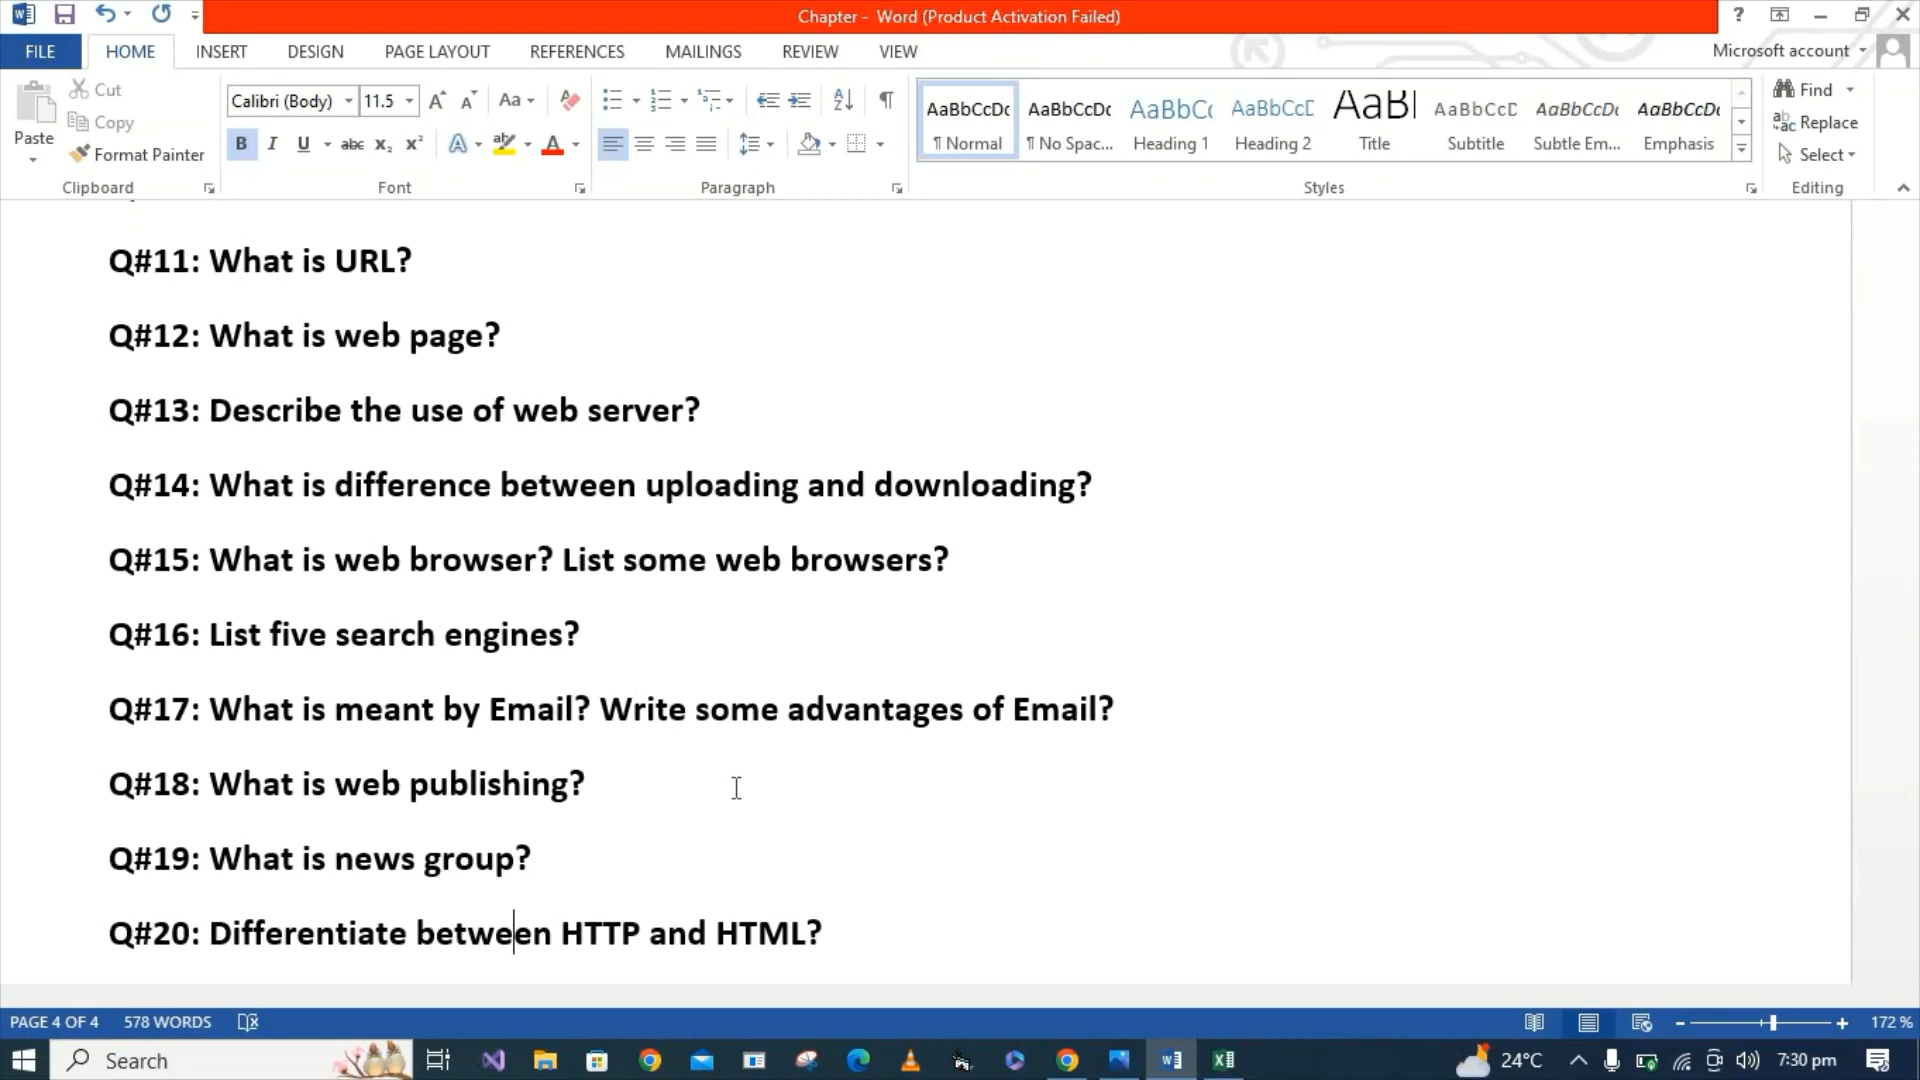 Chapter - Word (Product Activation Failed)
?
FILE HOME INSERT DESIGN PAGE LAYOUT REFERENCES MAILINGS REVIEW VIEW Microsoft account
Paste
Cut
Copy
Format Painter
Clipboard
Calibri (Body) 11.5 Aa
B I U abc x₂ x² A ab A
Font
Paragraph
AaBbCcDc AaBbCcDc AaBbC( AaBbCcE AaB| AaBbCcD AaBbCcDc AaBbCcDc
¶ Normal ¶ No Spac... Heading 1 Heading 2 Title Subtitle Subtle Em... Emphasis
Styles
Find
Replace
Select
Editing
Q#11: What is URL?
Q#12: What is web page?
Q#13: Describe the use of web server?
Q#14: What is difference between uploading and downloading?
Q#15: What is web browser? List some web browsers?
Q#16: List five search engines?
Q#17: What is meant by Email? Write some advantages of Email?
Q#18: What is web publishing?
Q#19: What is news group?
Q#20: Differentiate between HTTP and HTML?
PAGE 4 OF 4 578 WORDS 172 %
Search 24°C 7:30 pm